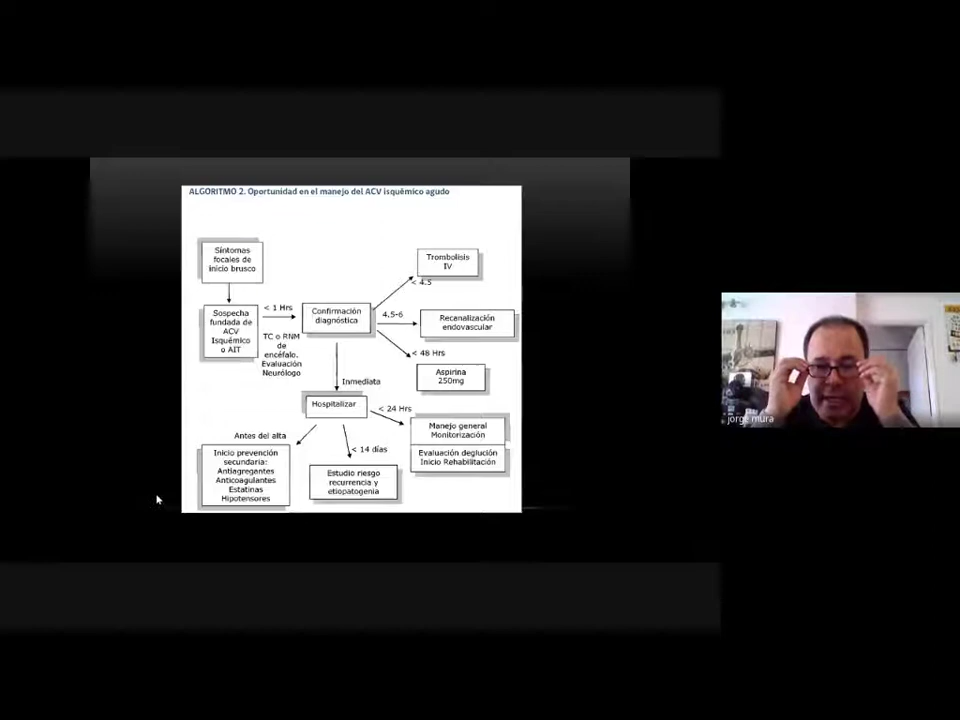 ALGORITMO 2. Oportunidad en el manejo del ACV isquémico agudo
Síntomas
focales de
inicio brusco
Sospecha
fundada de
ACV
Isquémico
o AIT
< 1 Hrs
TC o RNM
de
encéfalo.
Evaluación
Neurólogo
Confirmación
diagnóstica
< 4.5
Trombolisis
IV
4.5-6
Recanalización
endovascular
< 48 Hrs
Aspirina
250mg
Inmediata
Hospitalizar
< 24 Hrs
Manejo general
Monitorización
Evaluación deglución
Inicio Rehabilitación
Antes del alta
Inicio prevención
secundaria:
Antiagregantes
Anticoagulantes
Estatinas
Hipotensores
< 14 días
Estudio riesgo
recurrencia y
etiopatogenia
jorge mura